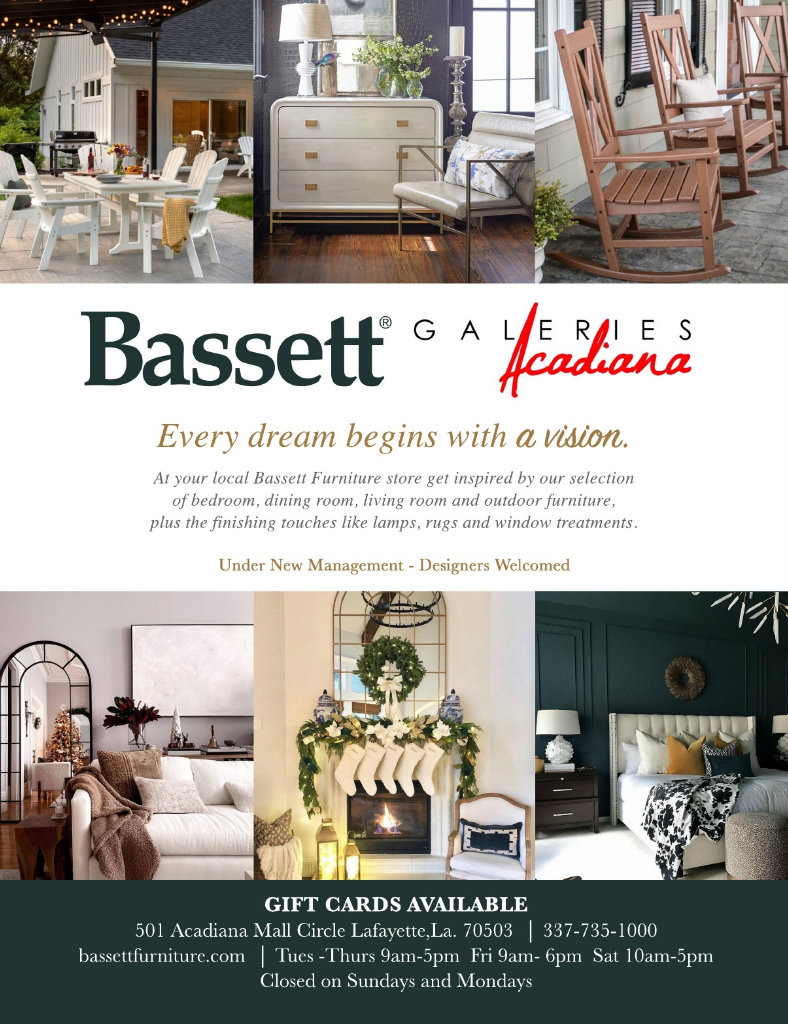 Bassett® GALERIES
Acadiana
Every dream begins with a vision.
At your local Bassett Furniture store get inspired by our selection
of bedroom, dining room, living room and outdoor furniture,
plus the finishing touches like lamps, rugs and window treatments.
Under New Management - Designers Welcomed
GIFT CARDS AVAILABLE
501 Acadiana Mall Circle Lafayette,La. 70503 | 337-735-1000
bassettfurniture.com | Tues -Thurs 9am-5pm Fri 9am- 6pm Sat 10am-5pm
Closed on Sundays and Mondays